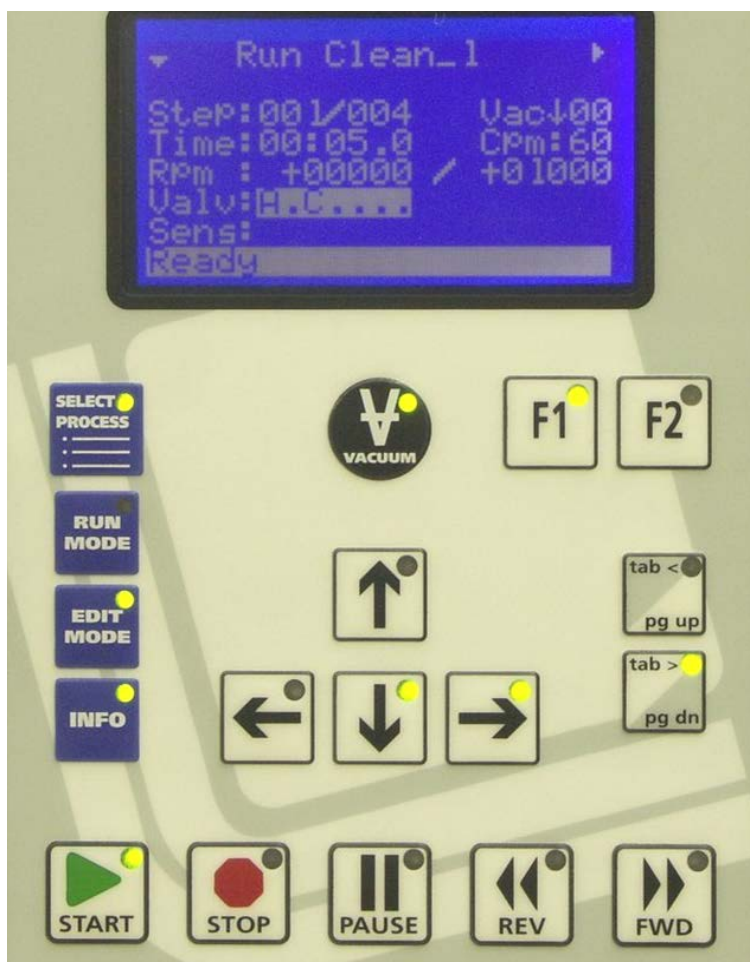 Run Clean_1
Step:001/004 Vac↓00
Time:00:05.0 Cpm:60
Rpm : +00000 / +01000
Valv:A.C....
Sens:
Ready
SELECT
PROCESS
VACUUM
F1
F2
RUN
MODE
tab <
pg up
EDIT
MODE
tab >
pg dn
INFO
START
STOP
PAUSE
REV
FWD